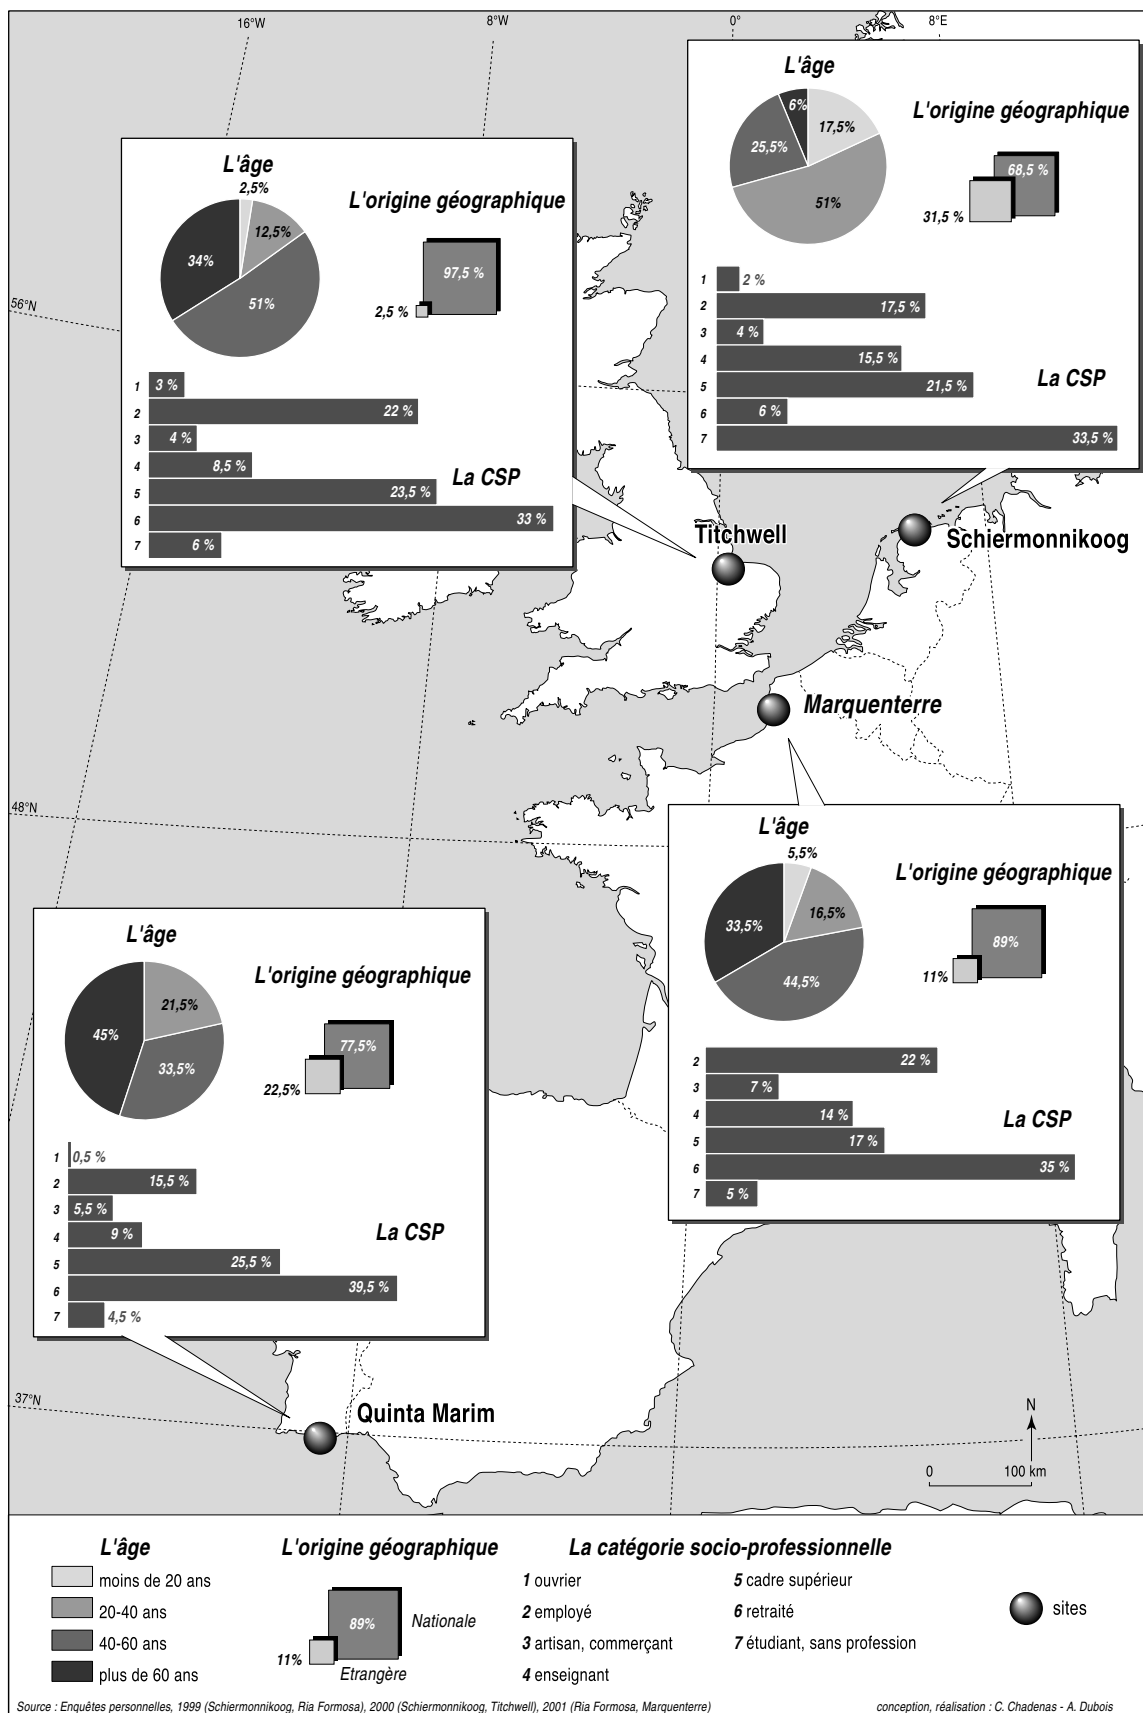 16°W
8°W
0°
8°E
56°N
48°N
37°N
L'âge
2,5%
12,5%
51%
34%
L'origine géographique
97,5 %
2,5 %
1 3 %
2 22 %
3 4 %
4 8,5 %
5 23,5 %
6 33 %
7 6 %
La CSP
Titchwell
L'âge
17,5%
51%
25,5%
6%
L'origine géographique
68,5 %
31,5 %
1 2 %
2 17,5 %
3 4 %
4 15,5 %
5 21,5 %
6 6 %
7 33,5 %
La CSP
Schiermonnikoog
Marquenterre
L'âge
5,5%
16,5%
44,5%
33,5%
L'origine géographique
89%
11%
2 22 %
3 7 %
4 14 %
5 17 %
6 35 %
7 5 %
La CSP
L'âge
21,5%
33,5%
45%
L'origine géographique
77,5%
22,5%
1 0,5 %
2 15,5 %
3 5,5 %
4 9 %
5 25,5 %
6 39,5 %
7 4,5 %
La CSP
Quinta Marim
N
0 100 km
L'âge
moins de 20 ans
20-40 ans
40-60 ans
plus de 60 ans
L'origine géographique
89%
Nationale
11%
Etrangère
La catégorie socio-professionnelle
1 ouvrier
2 employé
3 artisan, commerçant
4 enseignant
5 cadre supérieur
6 retraité
7 étudiant, sans profession
sites
Source : Enquêtes personnelles, 1999 (Schiermonnikoog, Ria Formosa), 2000 (Schiermonnikoog, Titchwell), 2001 (Ria Formosa, Marquenterre)
conception, réalisation : C. Chadenas - A. Dubois